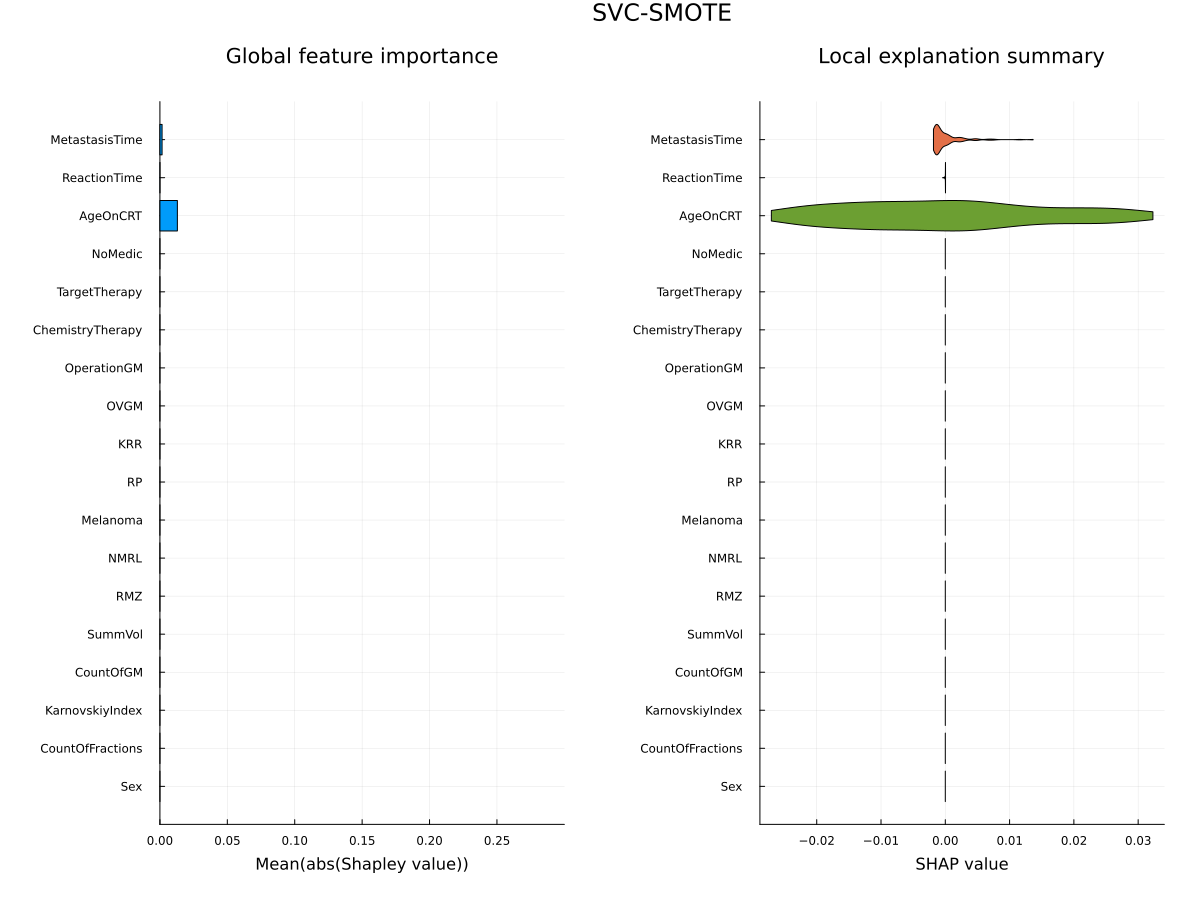 SVC-SMOTE
Global feature importance
MetastasisTime
ReactionTime
AgeOnCRT
NoMedic
TargetTherapy
ChemistryTherapy
OperationGM
OVGM
KRR
RP
Melanoma
NMRL
RMZ
SummVol
CountOfGM
KarnovskiyIndex
CountOfFractions
Sex
0.00 0.05 0.10 0.15 0.20 0.25
Mean(abs(Shapley value))
Local explanation summary
MetastasisTime
ReactionTime
AgeOnCRT
NoMedic
TargetTherapy
ChemistryTherapy
OperationGM
OVGM
KRR
RP
Melanoma
NMRL
RMZ
SummVol
CountOfGM
KarnovskiyIndex
CountOfFractions
Sex
−0.02 −0.01 0.00 0.01 0.02 0.03
SHAP value